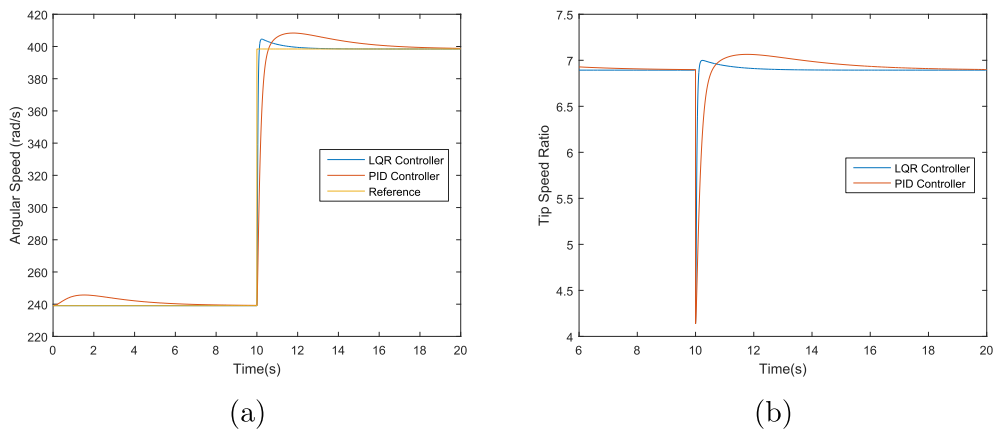 420
400
380
360
340
320
300
280
260
240
220
Angular Speed (rad/s)
LQR Controller
PID Controller
Reference
0 2 4 6 8 10 12 14 16 18 20
Time(s)
(a)
7.5
7
6.5
6
5.5
5
4.5
4
Tip Speed Ratio
LQR Controller
PID Controller
6 8 10 12 14 16 18 20
Time(s)
(b)